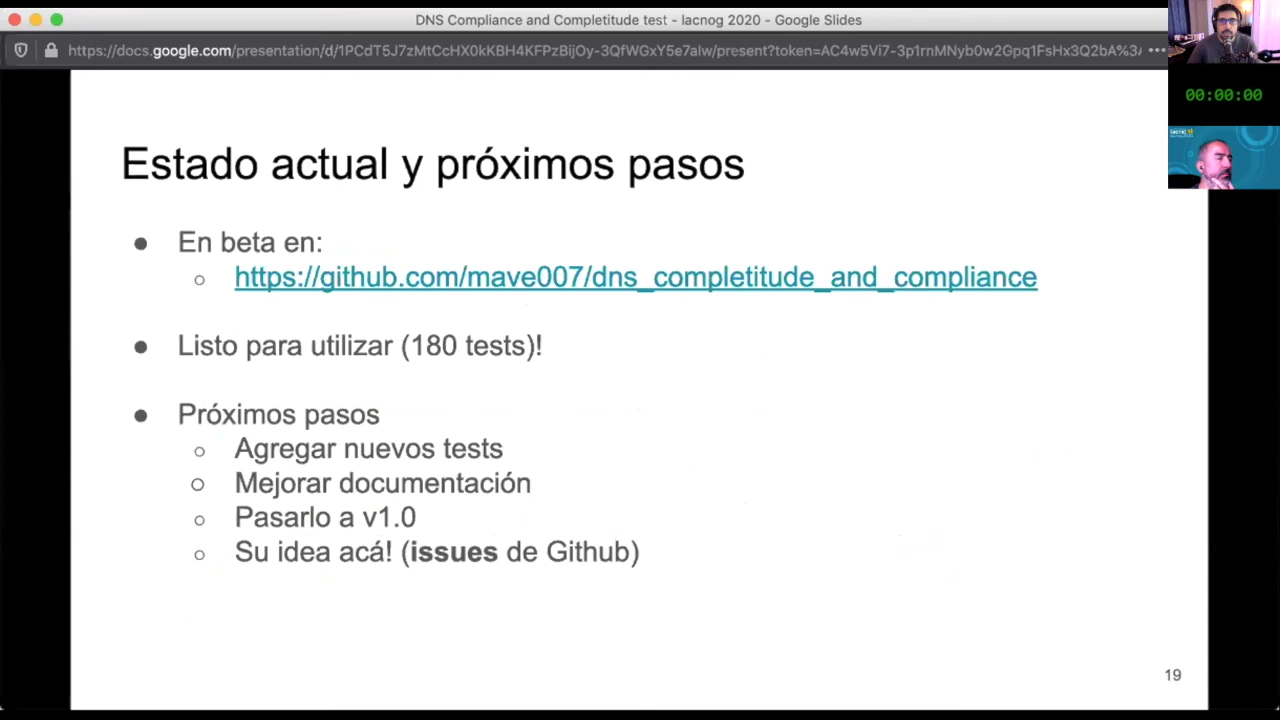 DNS Compliance and Completitude test - lacnog 2020 - Google Slides
https://docs.google.com/presentation/d/1PCdT5J7zMtCcHX0kKBH4KFPzBijOy-3QfWGxY5e7alw/present?token=AC4w5Vi7-3p1rnMNyb0w2Gpq1FsHx3Q2bA%3A
00:00:00
lacnog
Estado actual y próximos pasos
● En beta en:
○ https://github.com/mave007/dns_completitude_and_compliance
● Listo para utilizar (180 tests)!
● Próximos pasos
○ Agregar nuevos tests
○ Mejorar documentación
○ Pasarlo a v1.0
○ Su idea acá! (issues de Github)
19